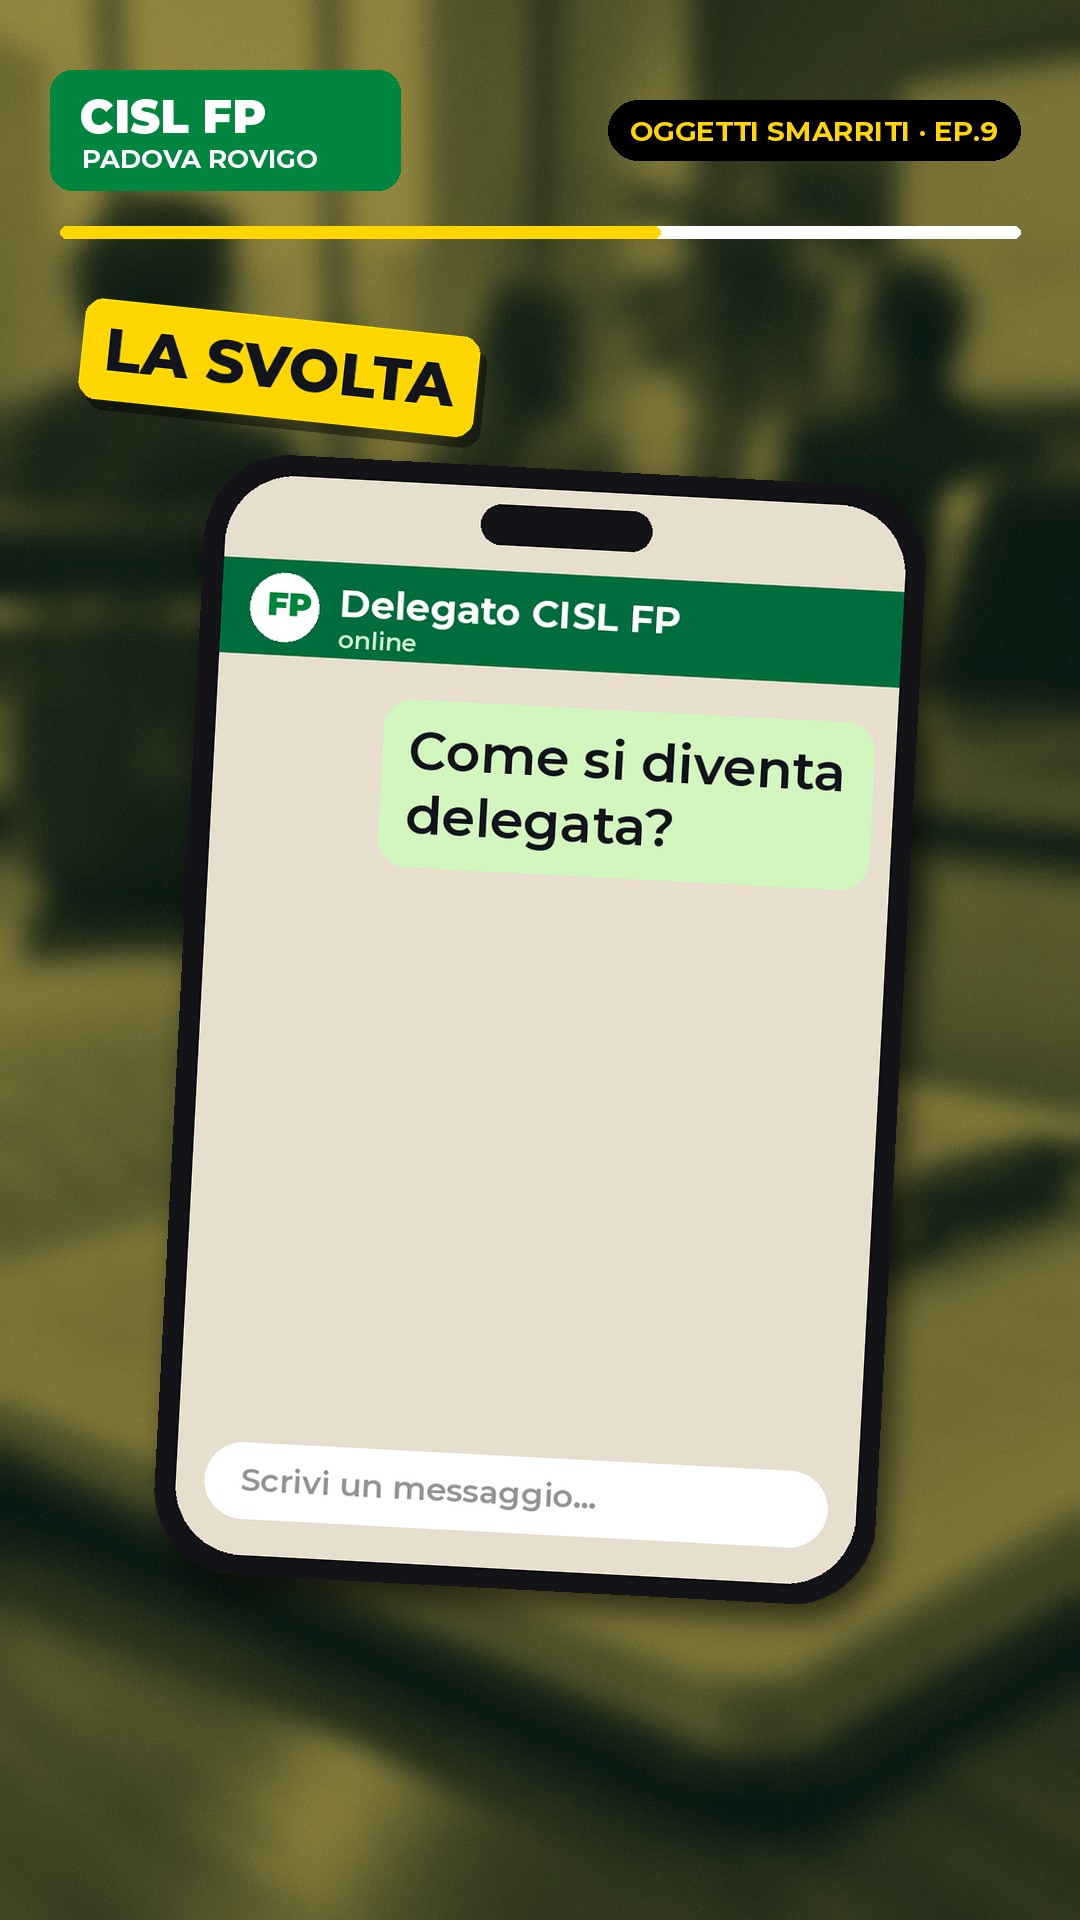 CISL FP
PADOVA ROVIGO
OGGETTI SMARRITI · EP.9
LA SVOLTA
FP
Delegato CISL FP
online
Come si diventa
delegata?
Scrivi un messaggio...